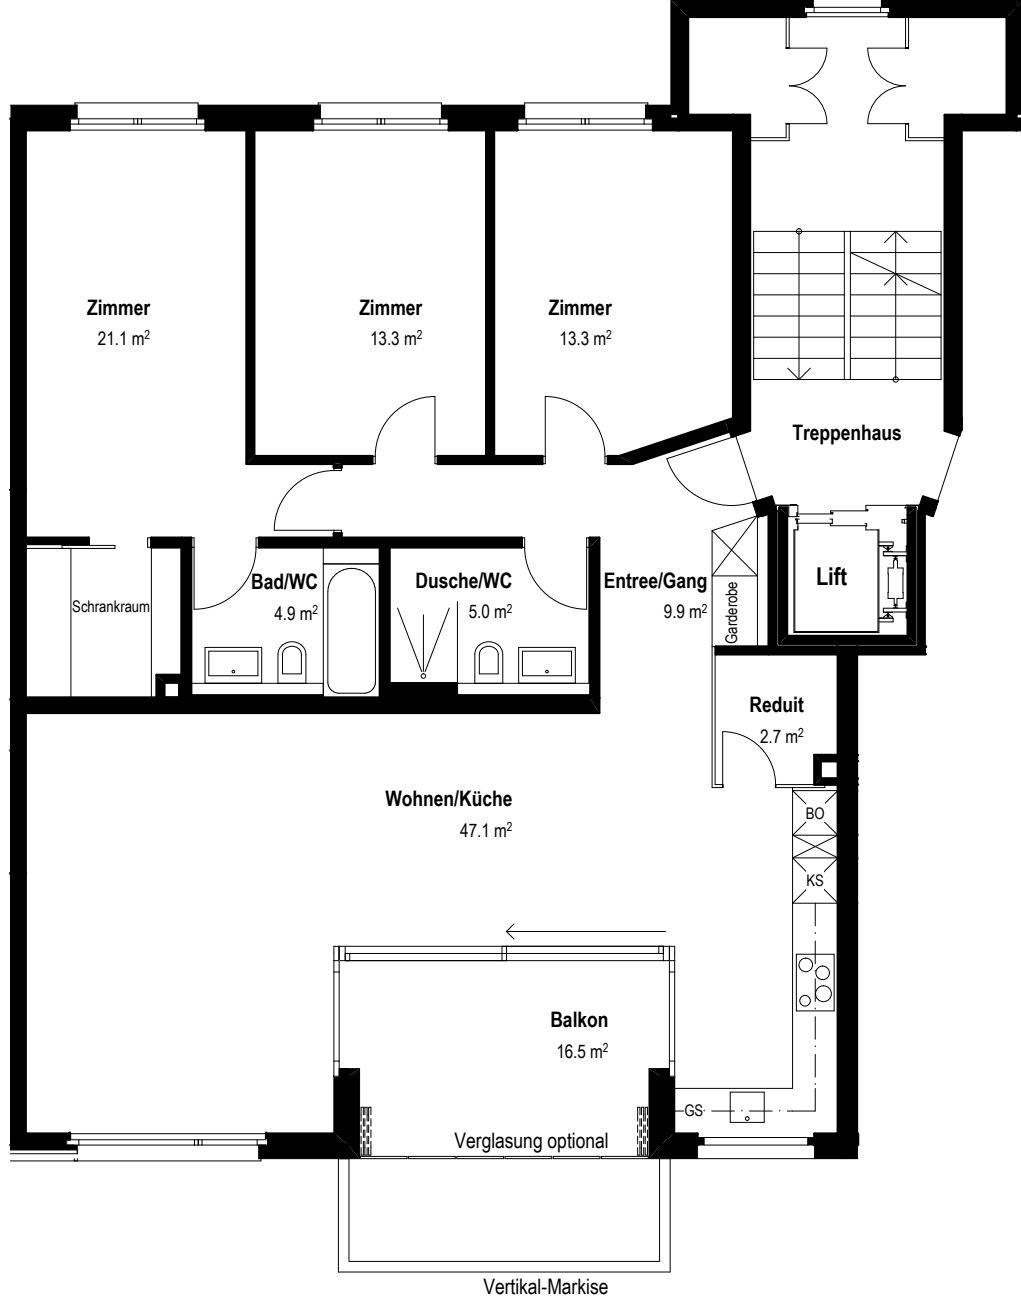 Zimmer
21.1 m²
Zimmer
13.3 m²
Zimmer
13.3 m²
Treppenhaus
Lift
Schrankraum
Bad/WC
4.9 m²
Dusche/WC
5.0 m²
Entree/Gang
9.9 m²
Garderobe
Reduit
2.7 m²
Wohnen/Küche
47.1 m²
BO
KS
Balkon
16.5 m²
GS
Verglasung optional
Vertikal-Markise